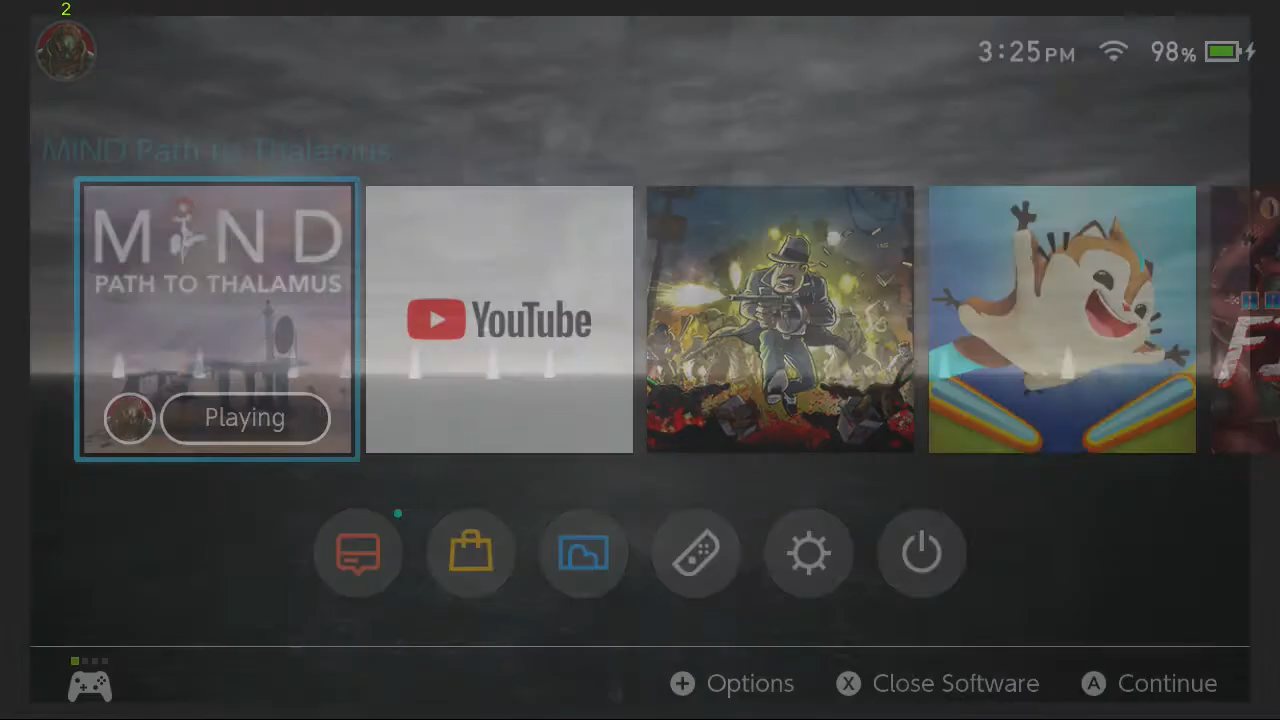 2
3:25PM 98%
MIND Path to Thalamus
MIND
PATH TO THALAMUS
YouTube
Playing
Options Close Software Continue